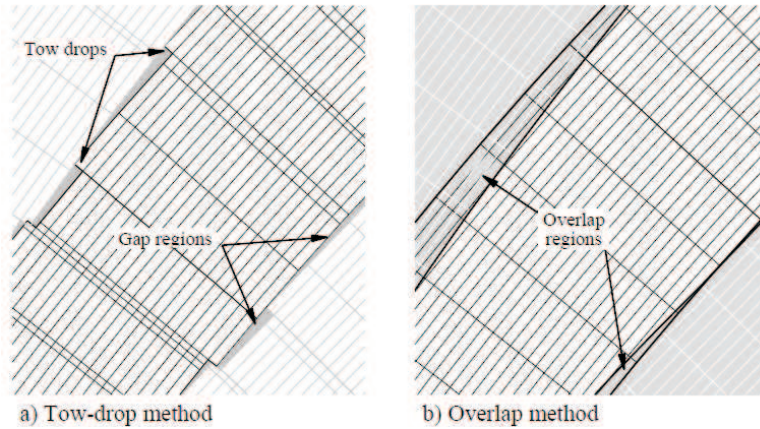 Tow drops
Gap regions
Overlap
regions
a) Tow-drop method
b) Overlap method